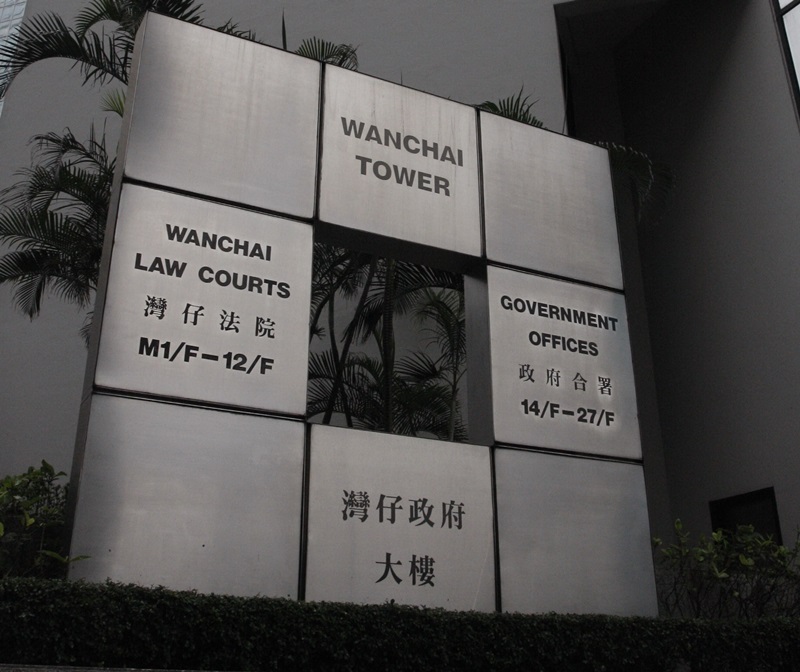 WANCHAI
TOWER
WANCHAI
LAW COURTS
灣仔法院
M1/F–12/F
GOVERNMENT
OFFICES
政府合署
14/F–27/F
灣仔政府
大樓